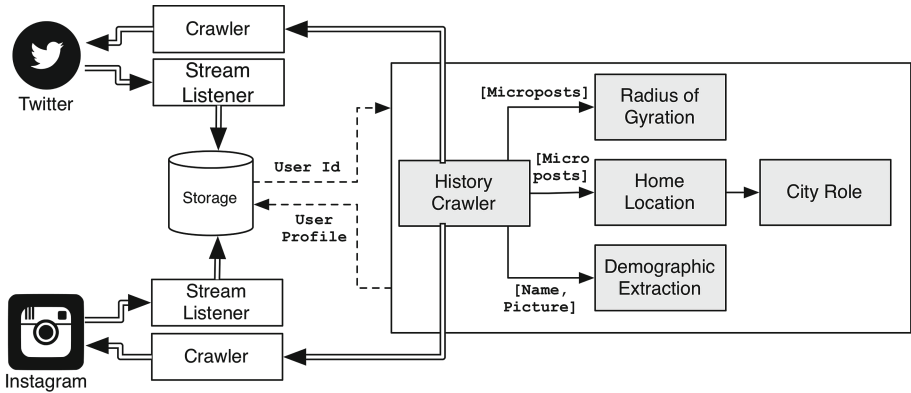 Crawler
Twitter
Stream
Listener
Storage
User Id
User
Profile
Stream
Listener
Instagram
Crawler
[Microposts]
Radius of
Gyration
History
Crawler
[Micro
posts]
Home
Location
City Role
[Name,
Picture]
Demographic
Extraction